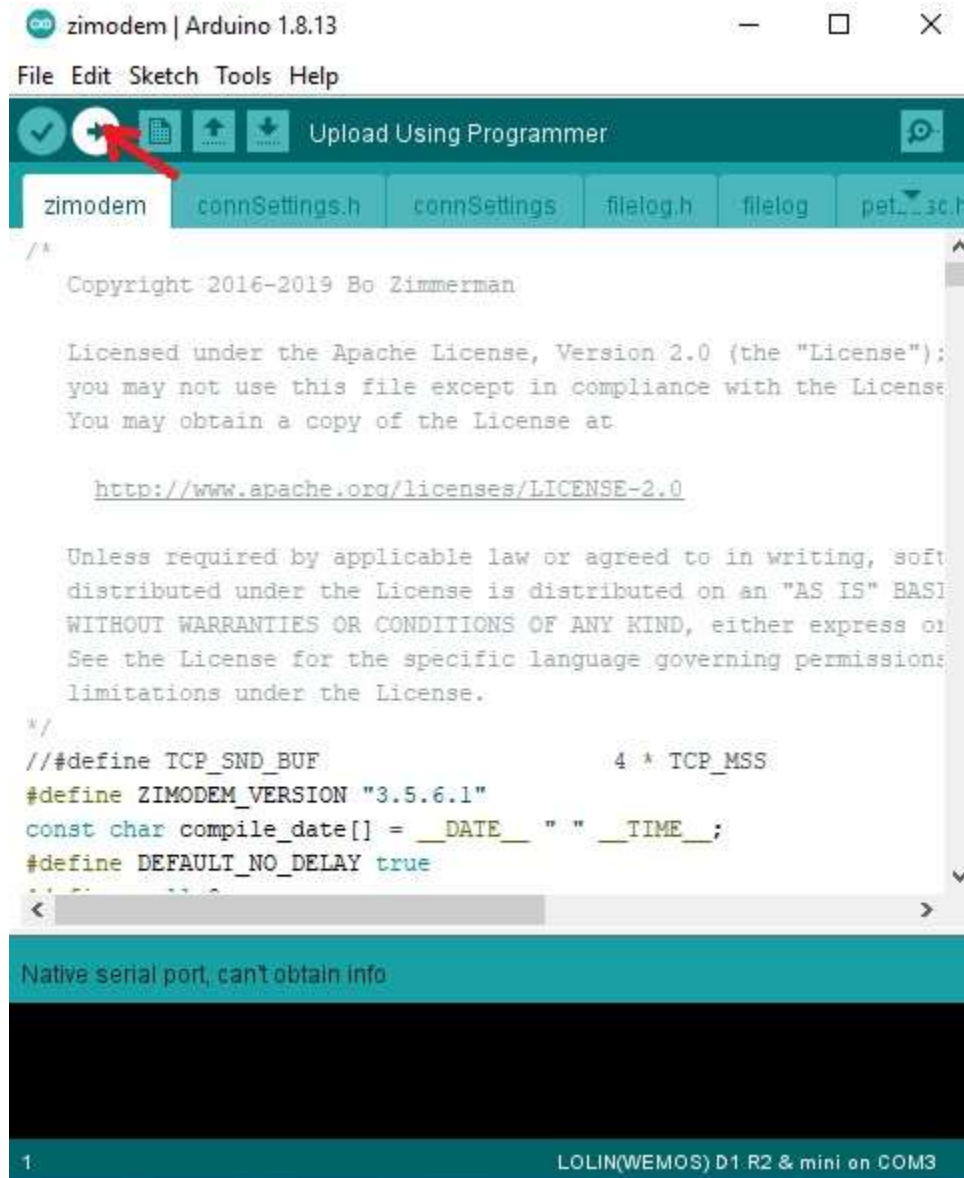 zimodem | Arduino 1.8.13
File Edit Sketch Tools Help
Upload Using Programmer
zimodem connSettings.h connSettings filelog.h filelog
/*
Copyright 2016-2019 Bo Zimmerman
Licensed under the Apache License, Version 2.0 (the "License");
you may not use this file except in compliance with the License
You may obtain a copy of the License at
http://www.apache.org/licenses/LICENSE-2.0
Unless required by applicable law or agreed to in writing, soft
distributed under the License is distributed on an "AS IS" BASI
WITHOUT WARRANTIES OR CONDITIONS OF ANY KIND, either express or
See the License for the specific language governing permissions
limitations under the License.
*/
//#define TCP_SND_BUF 4 * TCP_MSS
#define ZIMODEM_VERSION "3.5.6.1"
const char compile_date[] = __DATE__ " " __TIME__;
#define DEFAULT_NO_DELAY true
Native serial port, can't obtain info
1 LOLIN(WEMOS) D1 R2 & mini on COM3